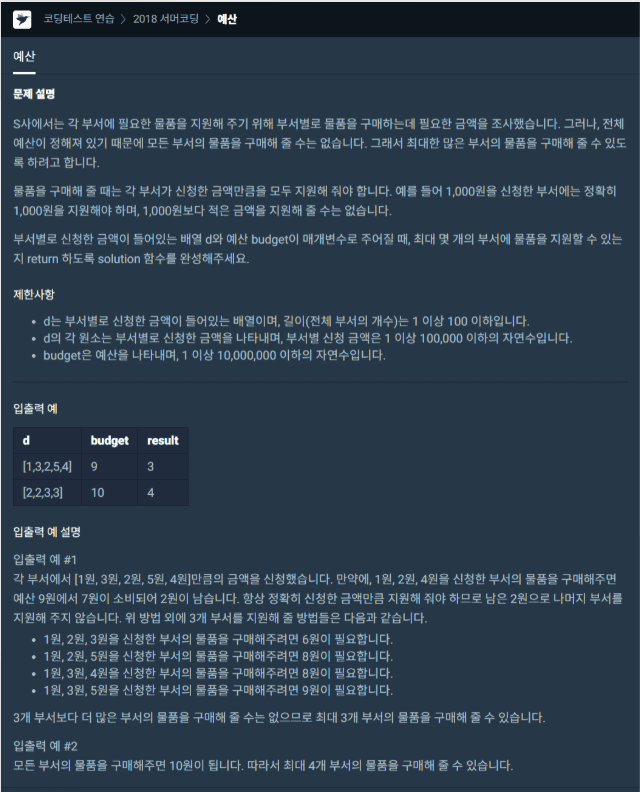 코딩테스트 연습 〉 2018 서머코딩 〉 예산
예산
문제 설명
S사에서는 각 부서에 필요한 물품을 지원해 주기 위해 부서별로 물품을 구매하는데 필요한 금액을 조사했습니다. 그러나, 전체
예산이 정해져 있기 때문에 모든 부서의 물품을 구매해 줄 수는 없습니다. 그래서 최대한 많은 부서의 물품을 구매해 줄 수 있도
록 하려고 합니다.
물품을 구매해 줄 때는 각 부서가 신청한 금액만큼을 모두 지원해 줘야 합니다. 예를 들어 1,000원을 신청한 부서에는 정확히
1,000원을 지원해야 하며, 1,000원보다 적은 금액을 지원해 줄 수는 없습니다.
부서별로 신청한 금액이 들어있는 배열 d와 예산 budget이 매개변수로 주어질 때, 최대 몇 개의 부서에 물품을 지원할 수 있는
지 return 하도록 solution 함수를 완성해주세요.
제한사항
• d는 부서별로 신청한 금액이 들어있는 배열이며, 길이(전체 부서의 개수)는 1 이상 100 이하입니다.
• d의 각 원소는 부서별로 신청한 금액을 나타내며, 부서별 신청 금액은 1 이상 100,000 이하의 자연수입니다.
• budget은 예산을 나타내며, 1 이상 10,000,000 이하의 자연수입니다.
입출력 예
d budget result
[1,3,2,5,4] 9 3
[2,2,3,3] 10 4
입출력 예 설명
입출력 예 #1
각 부서에서 [1원, 3원, 2원, 5원, 4원]만큼의 금액을 신청했습니다. 만약에, 1원, 2원, 4원을 신청한 부서의 물품을 구매해주면
예산 9원에서 7원이 소비되어 2원이 남습니다. 항상 정확히 신청한 금액만큼 지원해 줘야 하므로 남은 2원으로 나머지 부서를
지원해 주지 않습니다. 위 방법 외에 3개 부서를 지원해 줄 방법들은 다음과 같습니다.
• 1원, 2원, 3원을 신청한 부서의 물품을 구매해주려면 6원이 필요합니다.
• 1원, 2원, 5원을 신청한 부서의 물품을 구매해주려면 8원이 필요합니다.
• 1원, 3원, 4원을 신청한 부서의 물품을 구매해주려면 8원이 필요합니다.
• 1원, 3원, 5원을 신청한 부서의 물품을 구매해주려면 9원이 필요합니다.
3개 부서보다 더 많은 부서의 물품을 구매해 줄 수는 없으므로 최대 3개 부서의 물품을 구매해 줄 수 있습니다.
입출력 예 #2
모든 부서의 물품을 구매해주면 10원이 됩니다. 따라서 최대 4개 부서의 물품을 구매해 줄 수 있습니다.